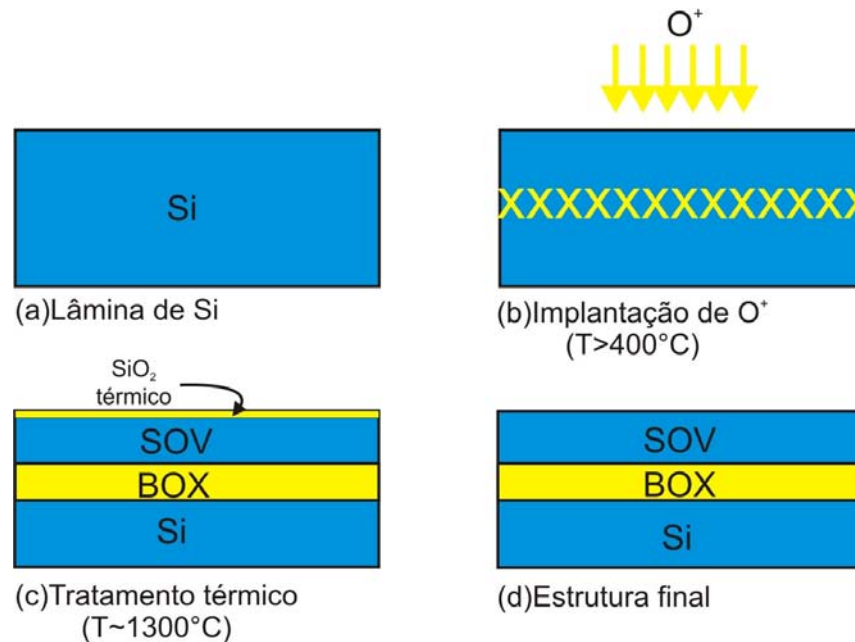 Si
(a)Lâmina de Si
O⁺
XXXXXXXXXXXXX
(b)Implantação de O⁺
(T>400°C)
SiO₂
térmico
SOV
BOX
Si
(c)Tratamento térmico
(T~1300°C)
SOV
BOX
Si
(d)Estrutura final